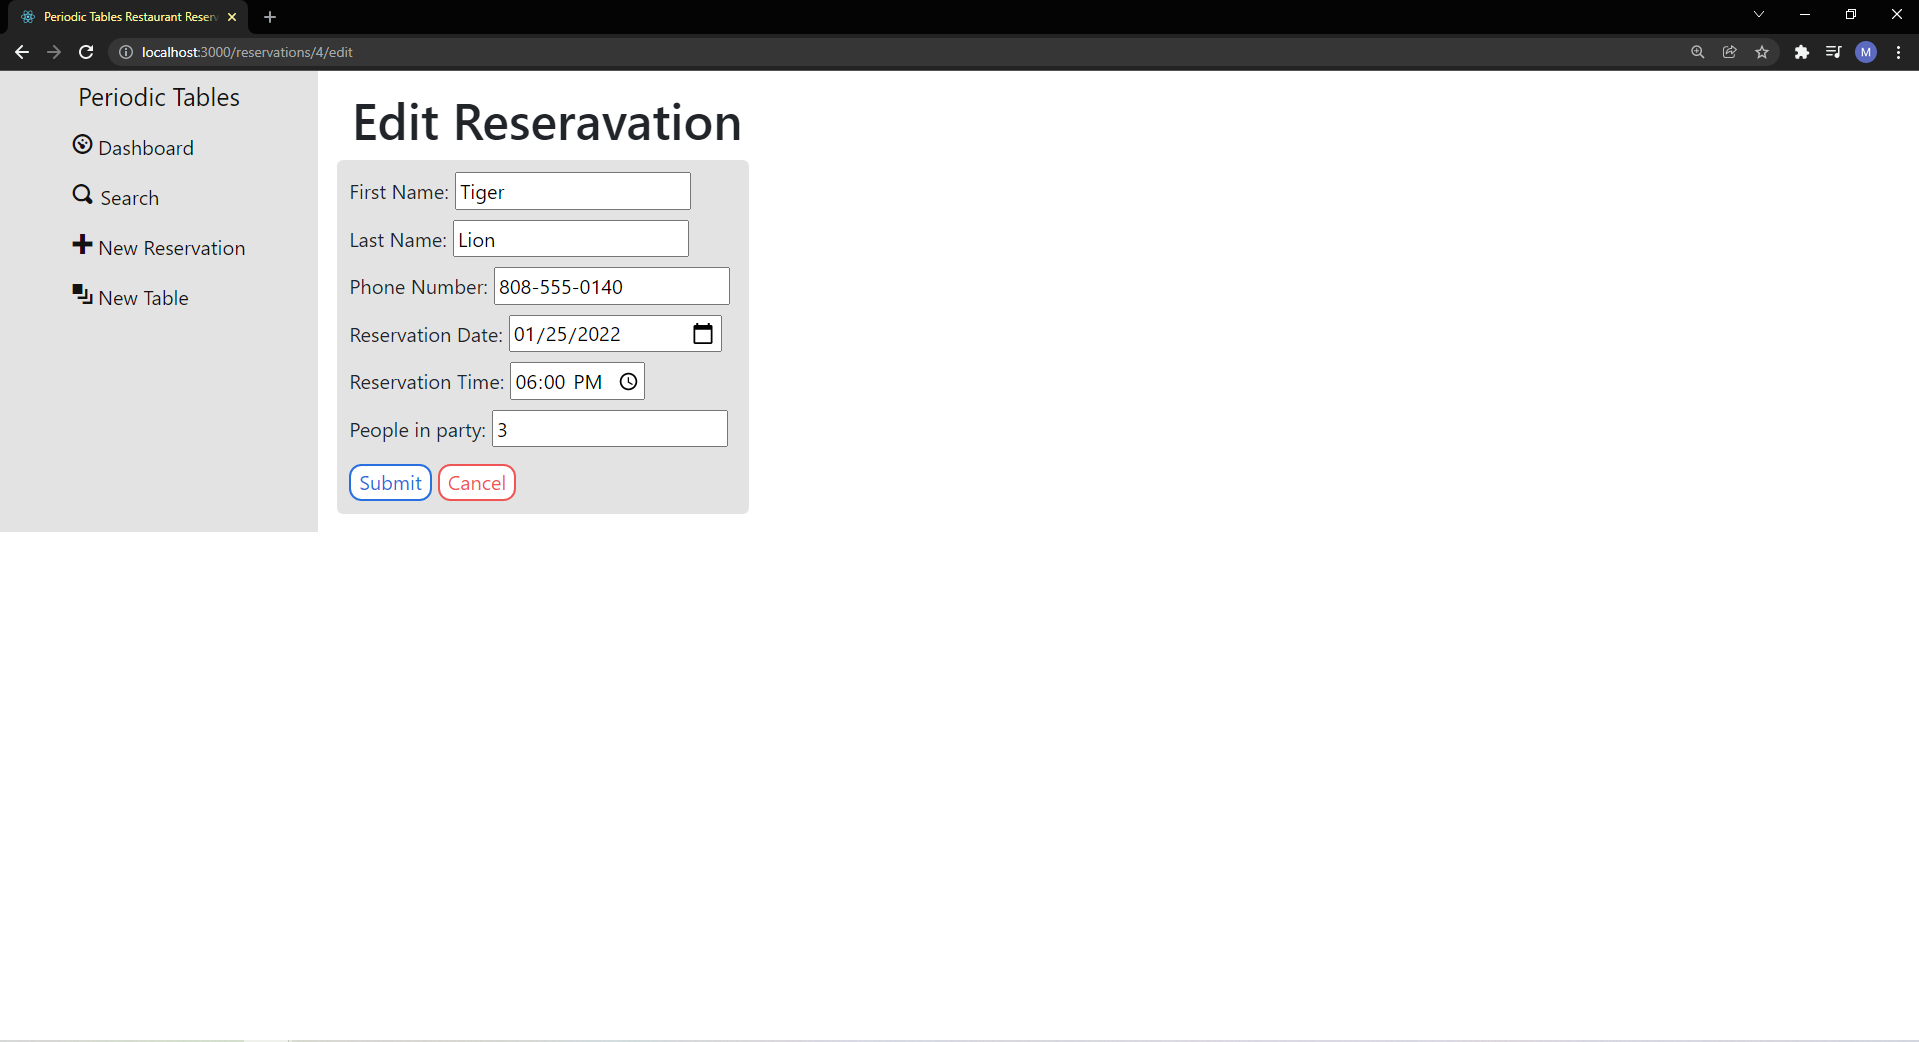 Periodic Tables Restaurant Reser
localhost:3000/reservations/4/edit
M
Periodic Tables
Dashboard
Search
New Reservation
New Table
Edit Reseravation
First Name: Tiger
Last Name: Lion
Phone Number: 808-555-0140
Reservation Date: 01/25/2022
Reservation Time: 06:00 PM
People in party: 3
Submit Cancel